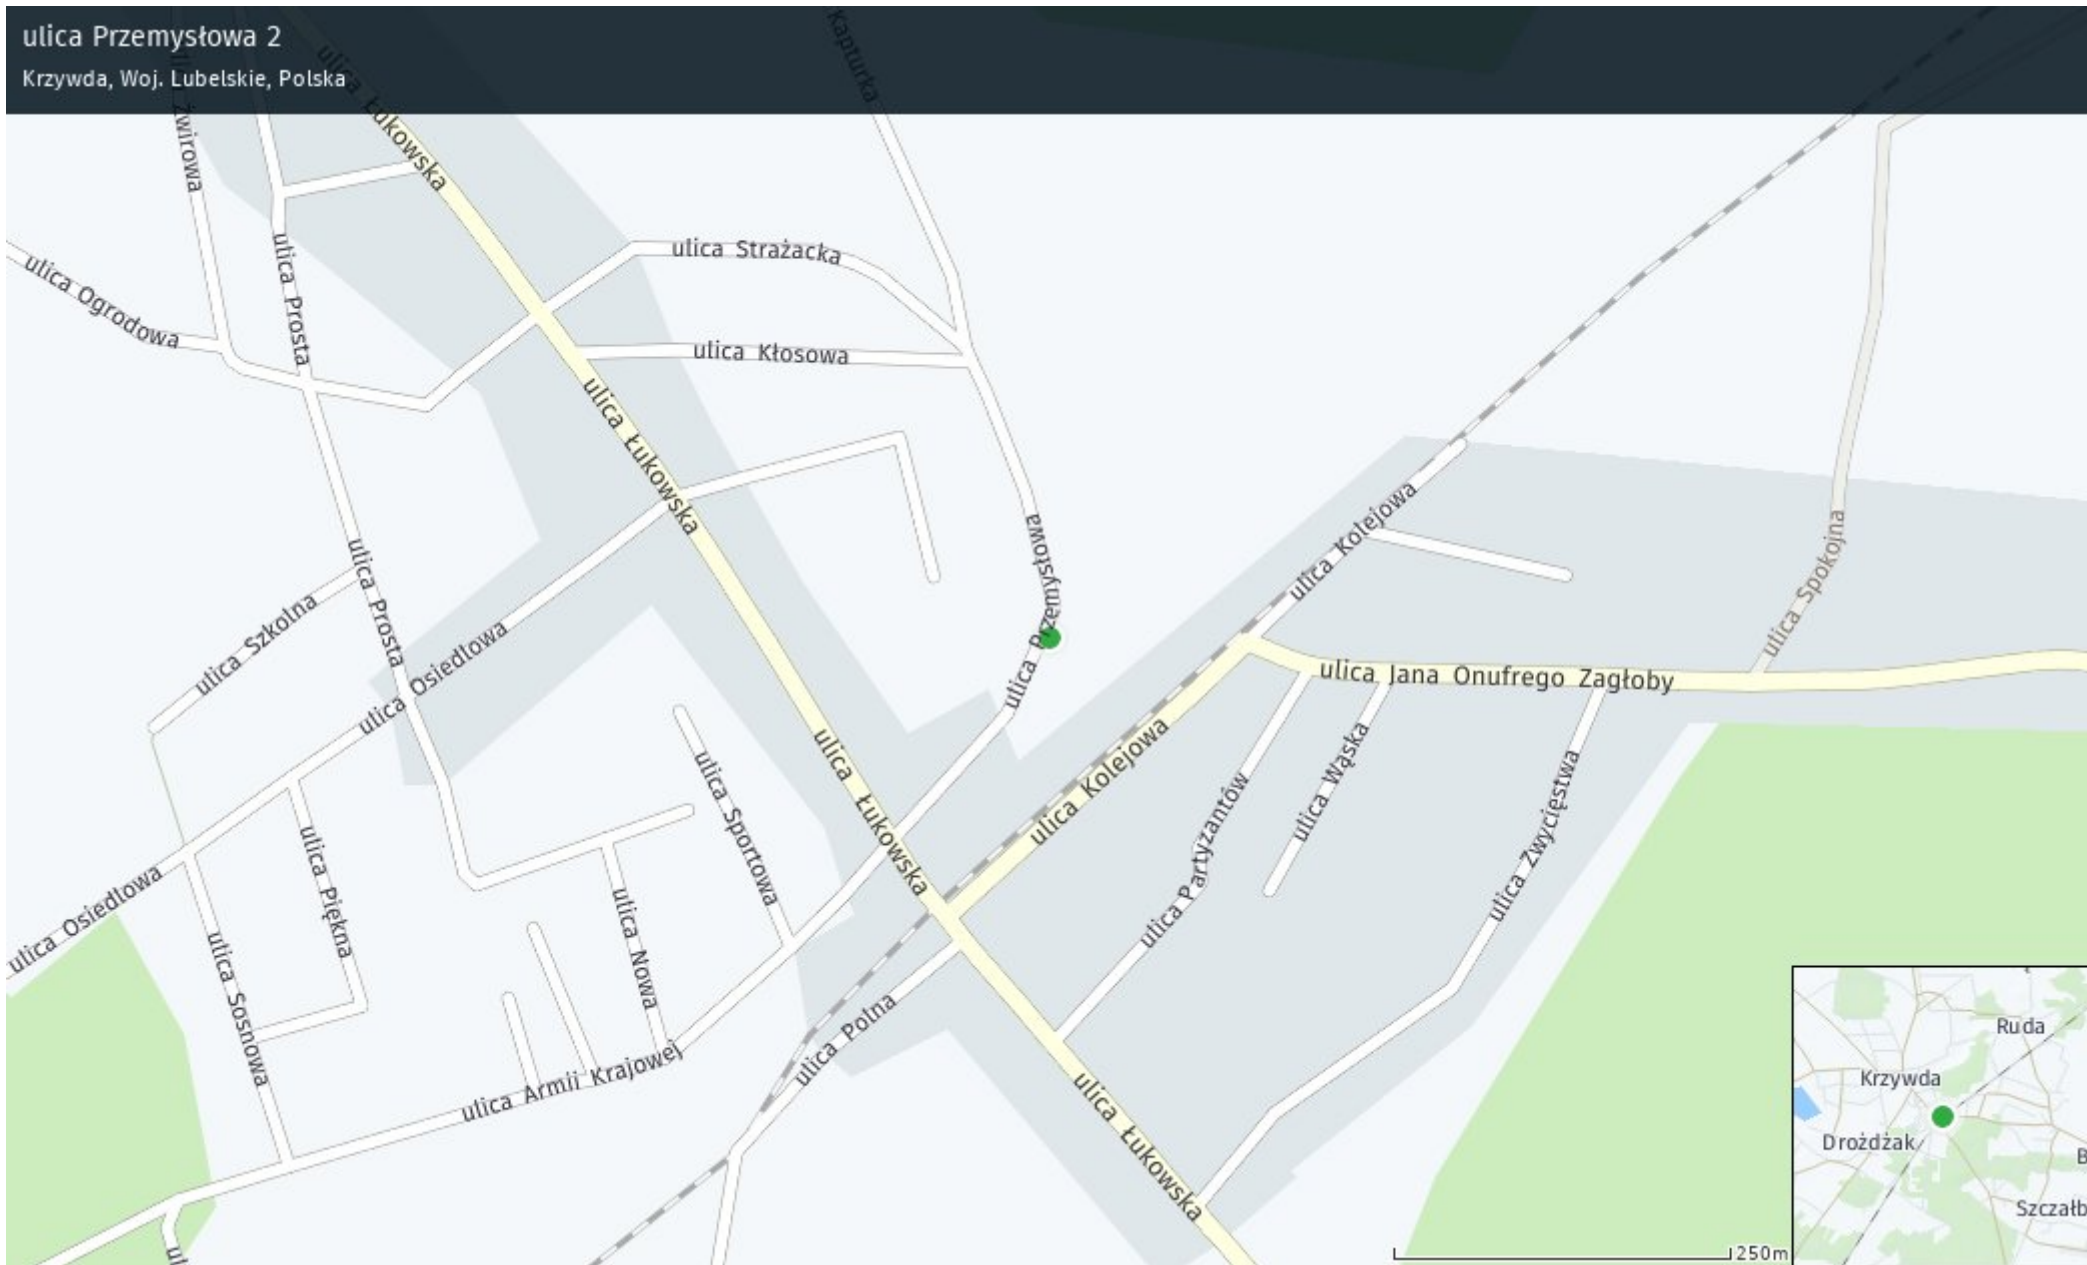 ulica Przemysłowa 2
Krzywda, Woj. Lubelskie, Polska
ulica Łukowska
Kapturka
Żwirowa
ulica Strażacka
ulica Prosta
ulica Ogrodowa
ulica Kłosowa
ulica Łukowska
ulica Przemysłowa
ulica Kolejowa
ulica Spokojna
ulica Prosta
ulica Szkolna
ulica Osiedlowa
ulica Jana Onufrego Zagłoby
ulica Łukowska
ulica Sportowa
ulica Kolejowa
ulica Wąska
ulica Partyzantów
ulica Zwycięstwa
ulica Piękna
ulica Osiedlowa
ulica Nowa
ulica Sosnowa
ulica Polna
ulica Armii Krajowej
ulica Łukowska
ul
250m
Ruda
Krzywda
Drożdżak
B
Szczałb